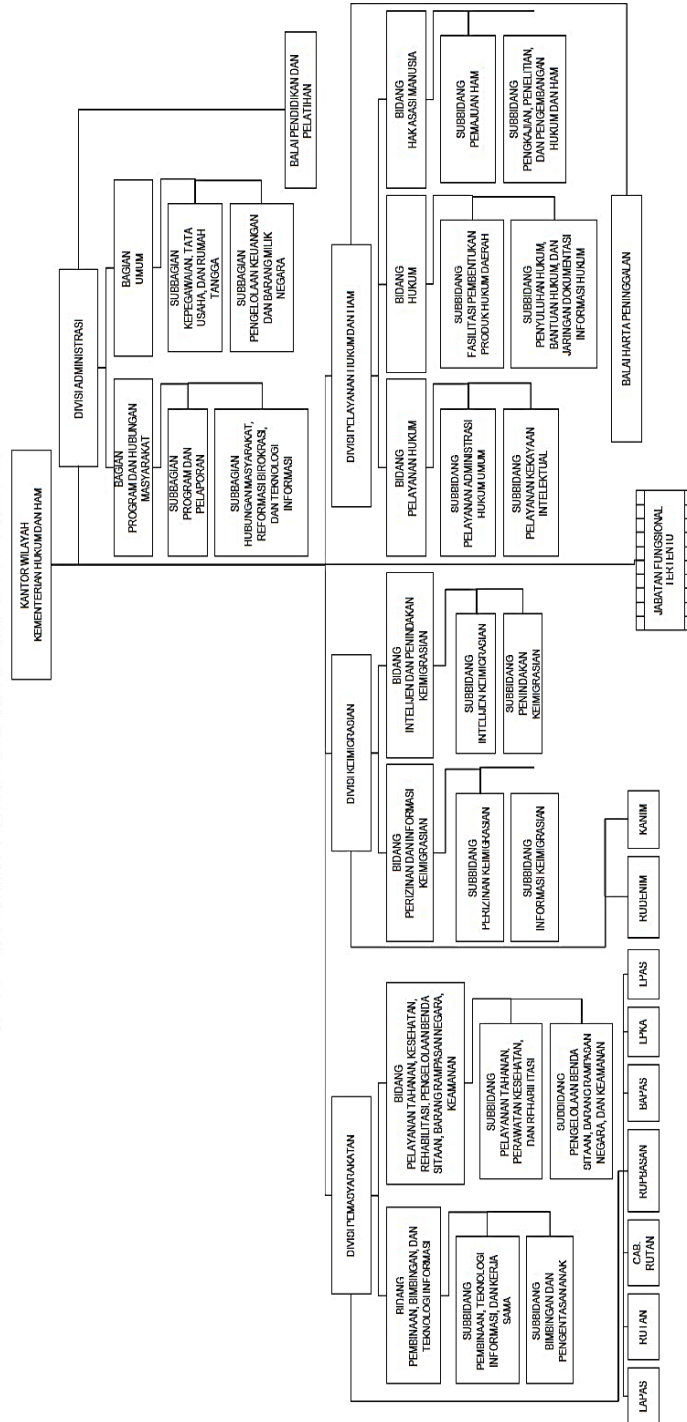 KANTOR WILAYAH
KEMENTERIAN HUKUM DAN HAM
DIVISI ADMINISTRASI
BAGIAN
PROGRAM DAN HUBUNGAN
MASYARAKAT
SUBBAGIAN
PROGRAM DAN
PELAPORAN
SUBBAGIAN
HUBUNGAN MASYARAKAT,
REFORMASI BIROKRASI,
DAN TEKNOLOGI
INFORMASI
BAGIAN
UMUM
SUBBAGIAN
KEPEGAWAIAN, TATA
USAHA, DAN RUMAH
TANGGA
SUBBAGIAN
PENGELOLAAN KEUANGAN
DAN BARANG MILIK
NEGARA
BALAI PENDIDIKAN DAN
PELATIHAN
DIVISI PEMASYARAKATAN
BIDANG
PEMBINAAN, BIMBINGAN, DAN
TEKNOLOGI INFORMASI
SUBBIDANG
PEMBINAAN, TEKNOLOGI
INFORMASI, DAN KERJA
SAMA
SUBBIDANG
BIMBINGAN DAN
PENGENTASAN ANAK
BIDANG
PELAYANAN TAHANAN, KESEHATAN,
REHABILITASI, PENGELOLAAN BENDA
SITAAN, BARANG RAMPASAN NEGARA,
KEAMANAN
SUBBIDANG
PELAYANAN TAHANAN,
PERAWATAN KESEHATAN,
DAN REHABILITASI
SUBBIDANG
PENGELOLAAN BENDA
SITAAN, BARANG RAMPASAN
NEGARA, DAN KEAMANAN
LAPAS
RUTAN
CAB.
RUTAN
RUPBASAN
BAPAS
LPKA
LPAS
DIVISI KEIMIGRASIAN
BIDANG
PERIZINAN DAN INFORMASI
KEIMIGRASIAN
SUBBIDANG
PERIZINAN KEIMIGRASIAN
SUBBIDANG
INFORMASI KEIMIGRASIAN
BIDANG
INTELIJEN DAN PENINDAKAN
KEIMIGRASIAN
SUBBIDANG
INTELIJEN KEIMIGRASIAN
SUBBIDANG
PENINDAKAN
KEIMIGRASIAN
RUDENIM
KANIM
DIVISI PELAYANAN HUKUM DAN HAM
BIDANG
PELAYANAN HUKUM
SUBBIDANG
PELAYANAN ADMINISTRASI
HUKUM UMUM
SUBBIDANG
PELAYANAN KEKAYAAN
INTELEKTUAL
BIDANG
HUKUM
SUBBIDANG
FASILITASI PEMBENTUKAN
PRODUK HUKUM DAERAH
SUBBIDANG
PENYULUHAN HUKUM,
BANTUAN HUKUM, DAN
JARINGAN DOKUMENTASI
INFORMASI HUKUM
BIDANG
HAK ASASI MANUSIA
SUBBIDANG
PEMAJUAN HAM
SUBBIDANG
PENGKAJIAN, PENELITIAN,
DAN PENGEMBANGAN
HUKUM DAN HAM
BALAI HARTA PENINGGALAN
JABATAN FUNGSIONAL
TERTENTU